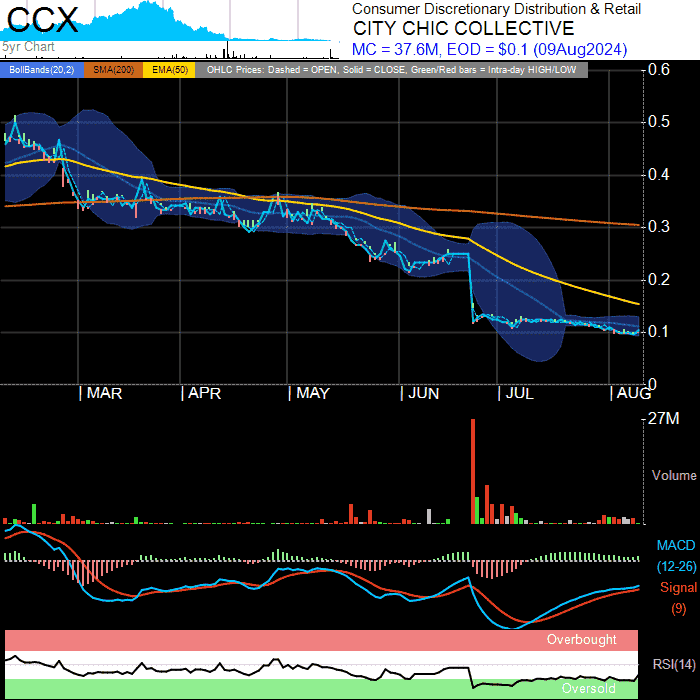 CCX
Consumer Discretionary Distribution & Retail
CITY CHIC COLLECTIVE
MC = 37.6M, EOD = $0.1 (09Aug2024)
5yr Chart
BollBands(20,2) SMA(200) EMA(50) OHLC Prices: Dashed = OPEN, Solid = CLOSE, Green/Red bars = Intra-day HIGH/LOW
0.6
0.5
0.4
0.3
0.2
0.1
0
MAR APR MAY JUN JUL AUG
27M
Volume
MACD
(12-26)
Signal
(9)
Overbought
RSI(14)
Oversold